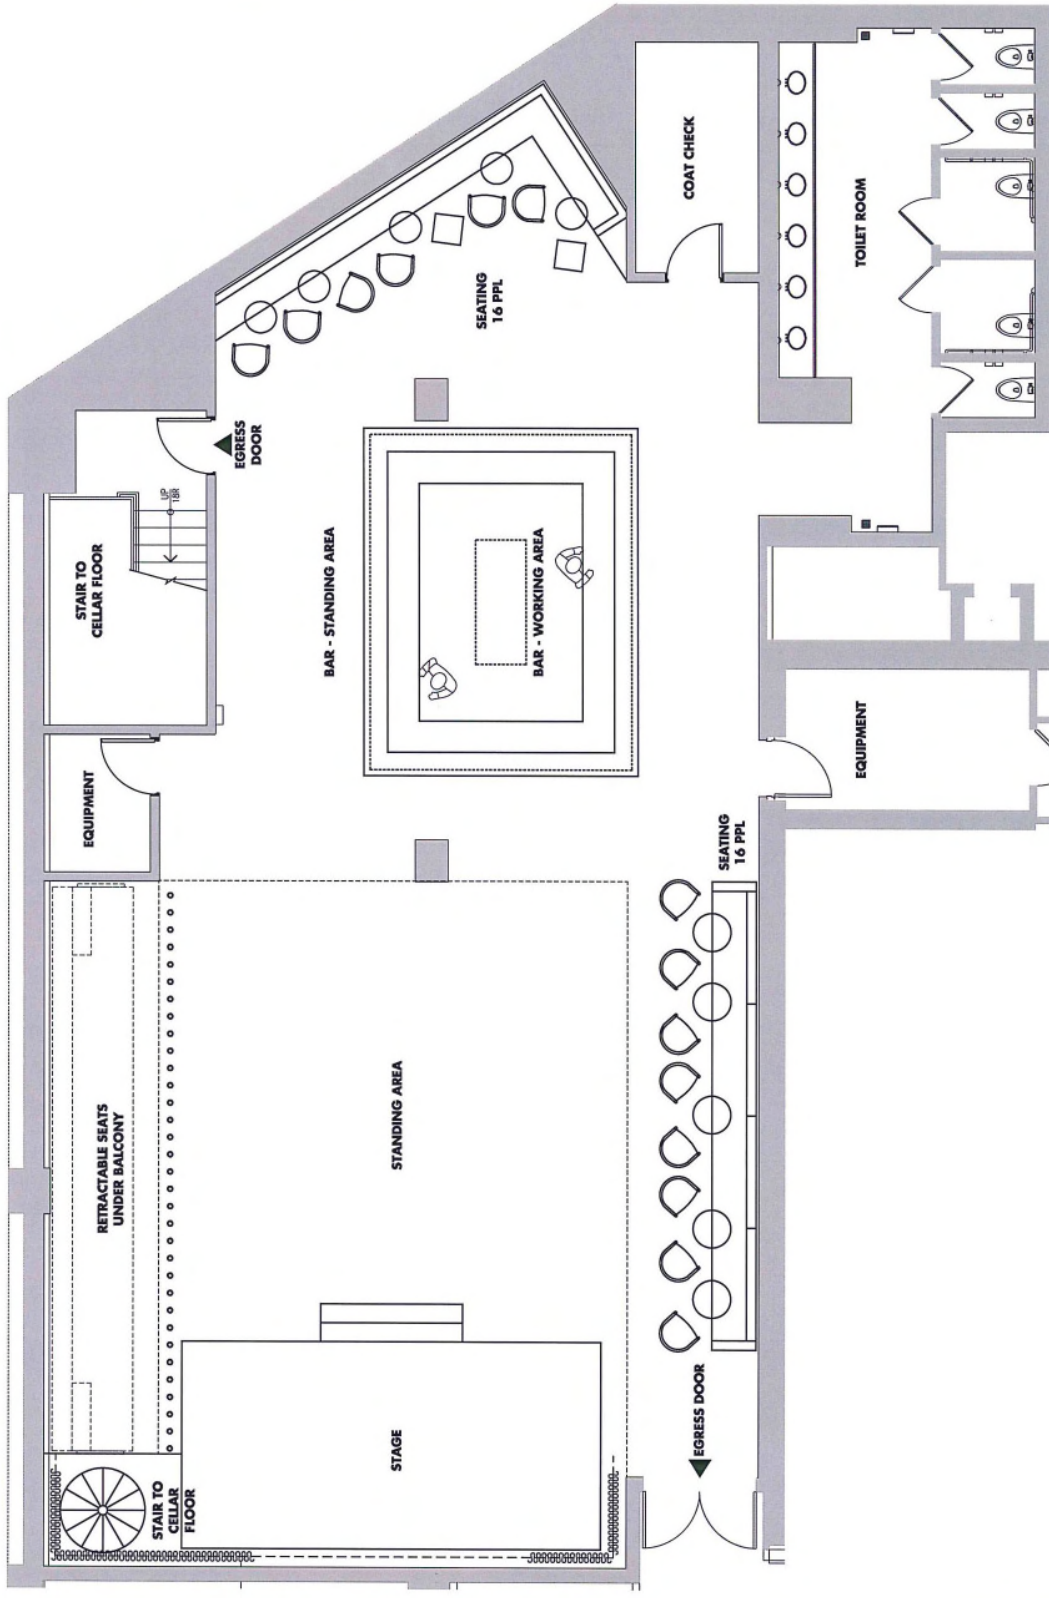 COAT CHECK
TOILET ROOM
SEATING
16 PPL
EGRESS
DOOR
UP
18R
STAIR TO
CELLAR FLOOR
BAR - STANDING AREA
BAR - WORKING AREA
EQUIPMENT
EQUIPMENT
SEATING
16 PPL
RETRACTABLE SEATS
UNDER BALCONY
STANDING AREA
EGRESS DOOR
STAGE
STAIR TO
CELLAR
FLOOR